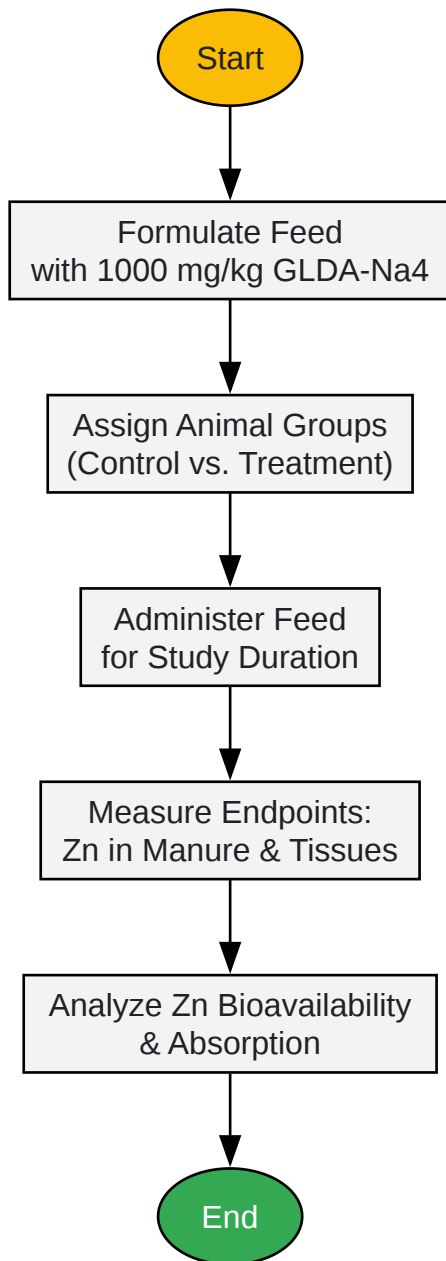 Start
Formulate Feed
with 1000 mg/kg GLDA-Na4
Assign Animal Groups
(Control vs. Treatment)
Administer Feed
for Study Duration
Measure Endpoints:
Zn in Manure & Tissues
Analyze Zn Bioavailability
& Absorption
End